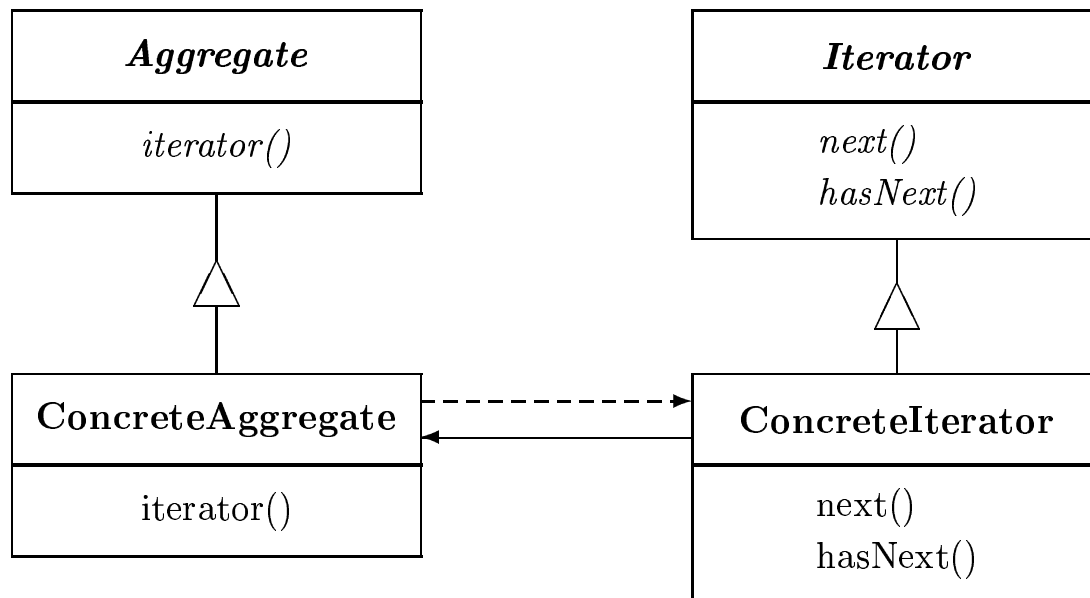 Aggregate
iterator()
Iterator
next()
hasNext()
ConcreteAggregate
iterator()
ConcreteIterator
next()
hasNext()